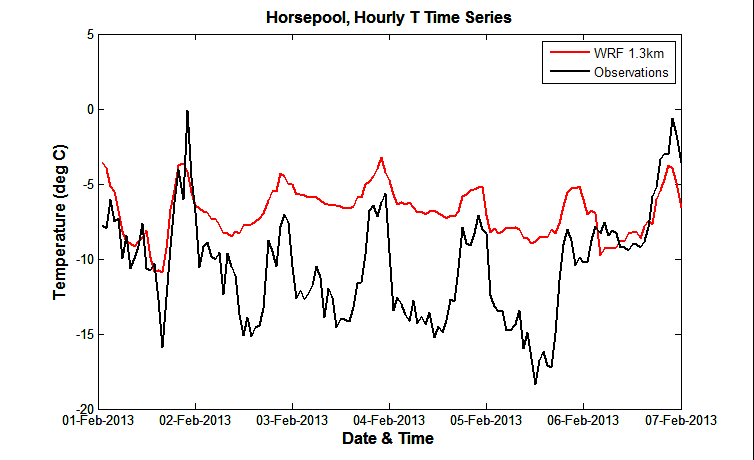 Horsepool, Hourly T Time Series
WRF 1.3km
Observations
Temperature (deg C)
5
0
-5
-10
-15
-20
01-Feb-2013 02-Feb-2013 03-Feb-2013 04-Feb-2013 05-Feb-2013 06-Feb-2013 07-Feb-2013
Date & Time